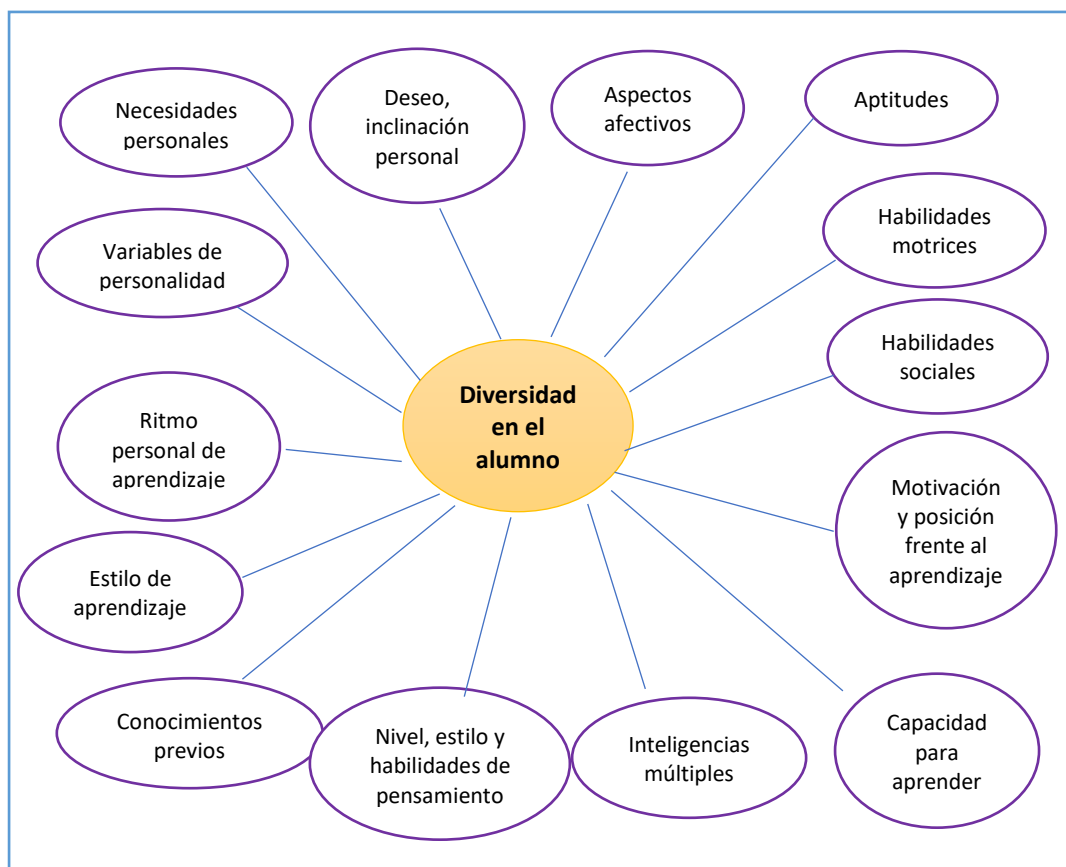 Necesidades
personales
Deseo,
inclinación
personal
Aspectos
afectivos
Aptitudes
Variables de
personalidad
Habilidades
motrices
Habilidades
sociales
Diversidad
en el
alumno
Ritmo
personal de
aprendizaje
Motivación
y posición
frente al
aprendizaje
Estilo de
aprendizaje
Conocimientos
previos
Nivel, estilo y
habilidades de
pensamiento
Inteligencias
múltiples
Capacidad
para
aprender